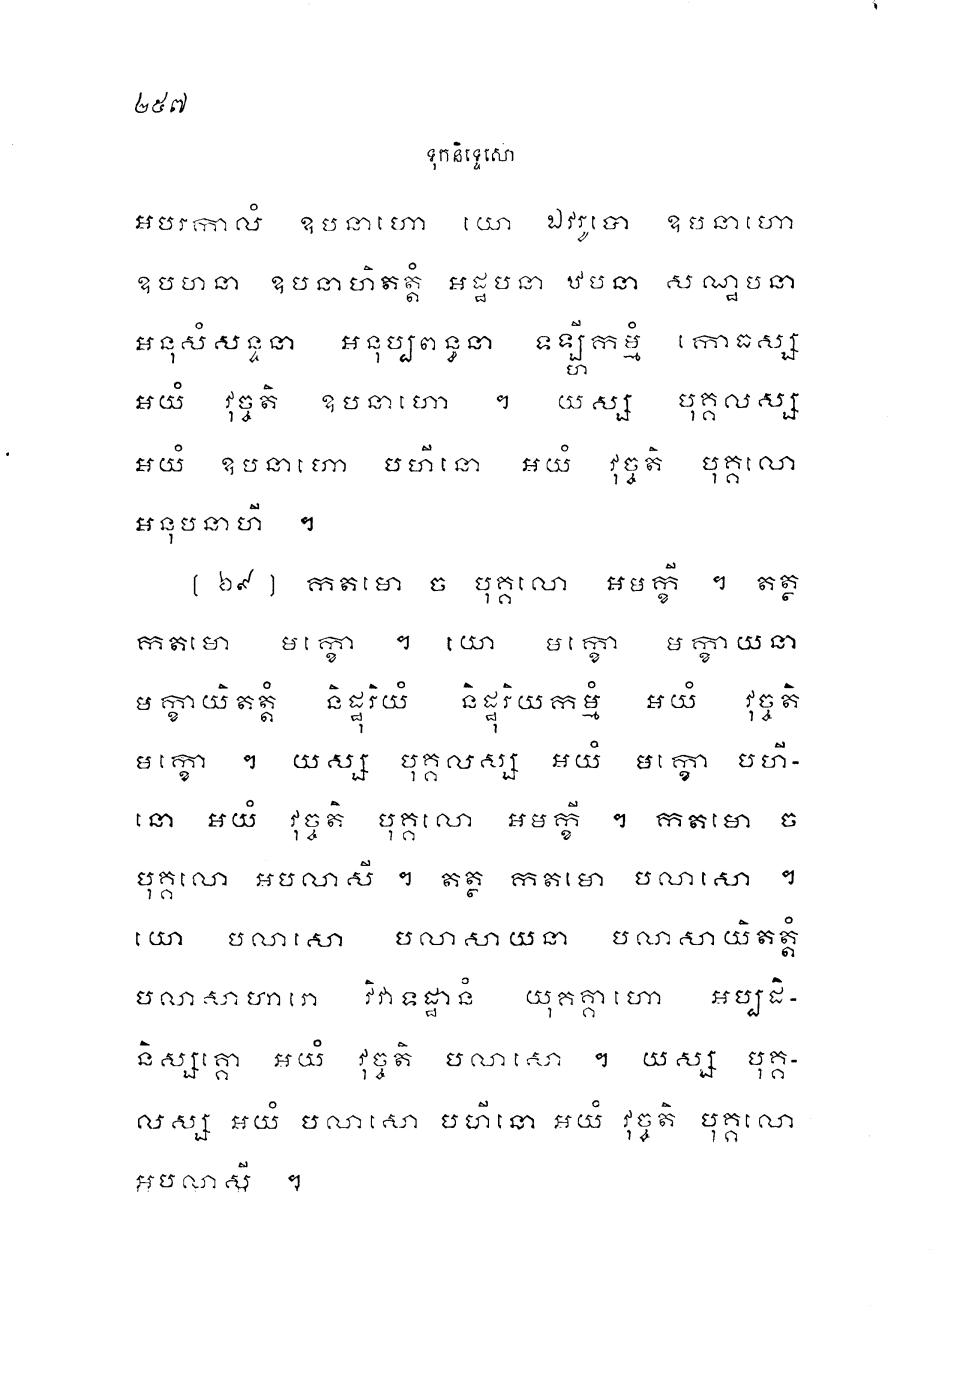 ២៥៧
ទុកនិទ្ទេសោ
អបរកាលំ ឧបនាហោ យោ ឯវរូបោ ឧបនាហោ
ឧបហនា ឧបនាហិតត្តំ អដ្ឋបនា ឋបនា សណ្ឋបនា
អនុសំសន្ទនា អនុប្បពន្ធនា ទឡ្ហីកម្មំ កោធស្ស
អយំ វុច្ចតិ ឧបនាហោ ។ យស្ស បុគ្គលស្ស
អយំ ឧបនាហោ បហីនោ អយំ វុច្ចតិ បុគ្គលោ
អនុបនាហី ។
[ ៦៩ ] កតមោ ច បុគ្គលោ អមក្ខី ។ តត្ថ
កតមោ មក្ខោ ។ យោ មក្ខោ មក្ខាយនា
មក្ខាយិតត្តំ និដ្ឋុរិយំ និដ្ឋុរិយកម្មំ អយំ វុច្ចតិ
មក្ខោ ។ យស្ស បុគ្គលស្ស អយំ មក្ខោ បហី-
នោ អយំ វុច្ចតិ បុគ្គលោ អមក្ខី ។ កតមោ ច
បុគ្គលោ អបលាសី ។ តត្ថ កតមោ បលាសោ ។
យោ បលាសោ បលាសាយនា បលាសាយិតត្តំ
បលាសាហារោ វិវាទដ្ឋានំ យុគគ្គាហោ អប្បដិ-
និស្សគ្គោ អយំ វុច្ចតិ បលាសោ ។ យស្ស បុគ្គ-
លស្ស អយំ បលាសោ បហីនោ អយំ វុច្ចតិ បុគ្គលោ
អបលាសី ។